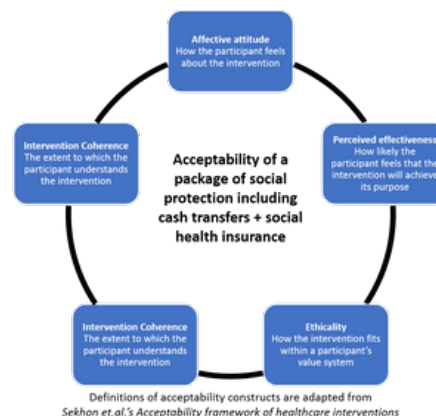 Affective attitude
How the participant feels
about the intervention
Intervention Coherence
The extent to which the
participant understands
the intervention
Perceived effectiveness
How likely the
participant feels that the
intervention will achieve
its purpose
Acceptability of a
package of social
protection including
cash transfers + social
health insurance
Intervention Coherence
The extent to which the
participant understands
the intervention
Ethicality
How the intervention fits
within a participant's
value system
Definitions of acceptability constructs are adapted from
Sekhon et.al.'s Acceptability framework of healthcare interventions